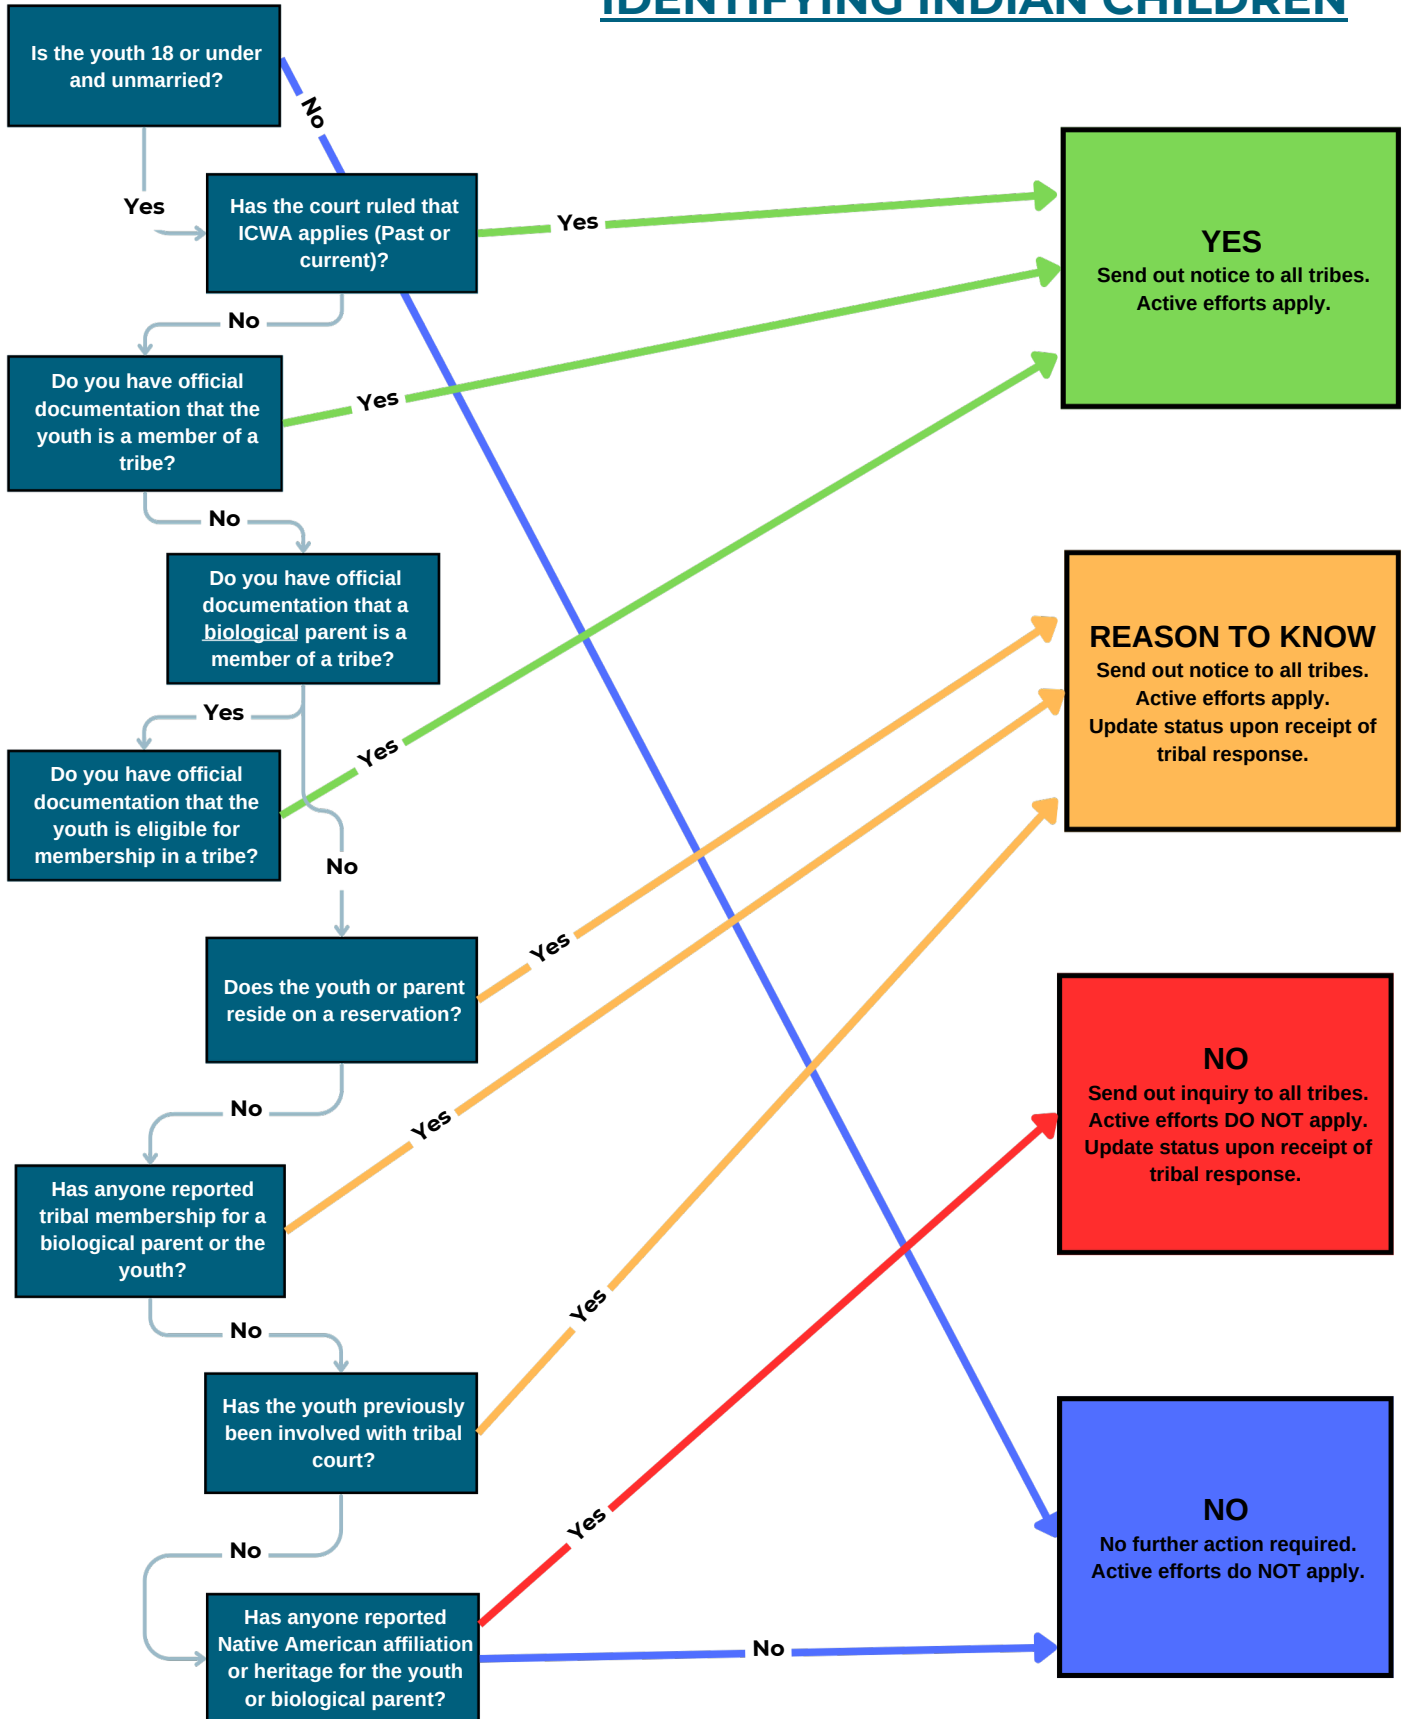 IDENTIFYING INDIAN CHILDREN
Is the youth 18 or under
and unmarried?
No
Yes
Has the court ruled that
ICWA applies (Past or
current)?
Yes
YES
Send out notice to all tribes.
Active efforts apply.
No
Do you have official
documentation that the
youth is a member of a
tribe?
Yes
No
Do you have official
documentation that a
biological parent is a
member of a tribe?
Yes
Do you have official
documentation that the
youth is eligible for
membership in a tribe?
Yes
No
REASON TO KNOW
Send out notice to all tribes.
Active efforts apply.
Update status upon receipt of
tribal response.
Does the youth or parent
reside on a reservation?
Yes
No
Has anyone reported
tribal membership for a
biological parent or the
youth?
Yes
NO
Send out inquiry to all tribes.
Active efforts DO NOT apply.
Update status upon receipt of
tribal response.
No
Has the youth previously
been involved with tribal
court?
Yes
No
Has anyone reported
Native American affiliation
or heritage for the youth
or biological parent?
Yes
No
NO
No further action required.
Active efforts do NOT apply.